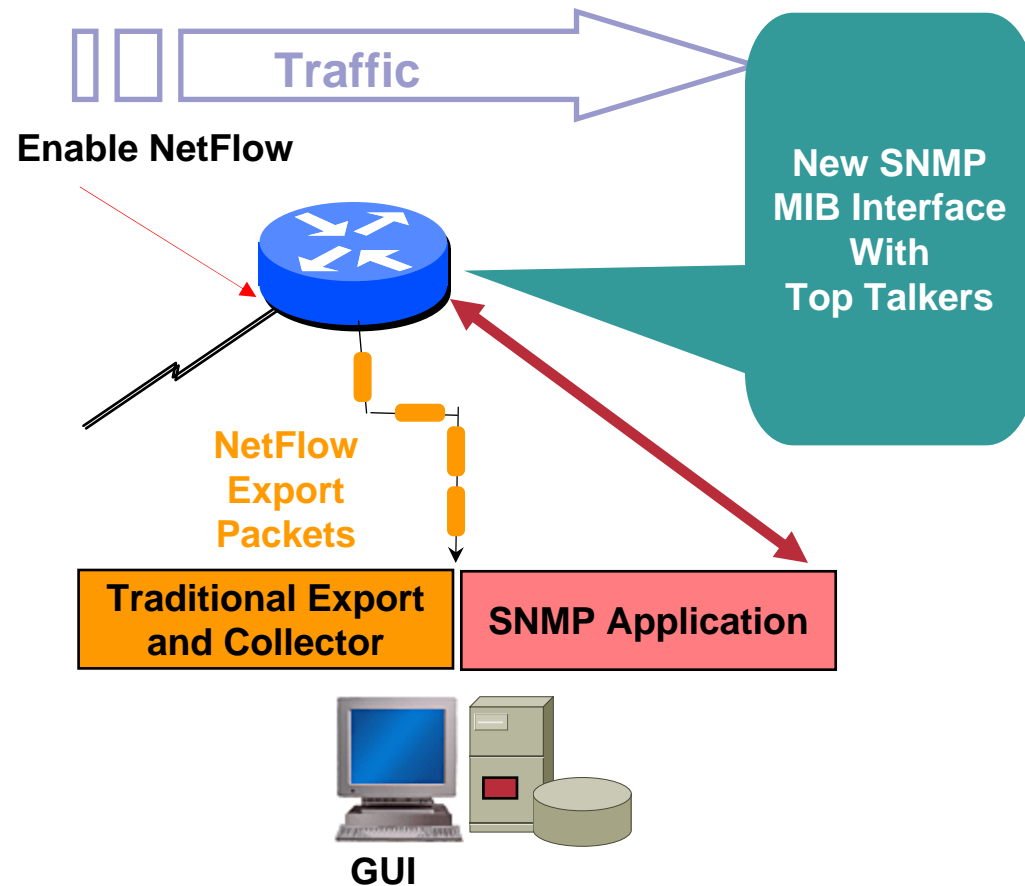 Traffic
Enable NetFlow
New SNMP
MIB Interface
With
Top Talkers
NetFlow
Export
Packets
Traditional Export
and Collector
SNMP Application
GUI